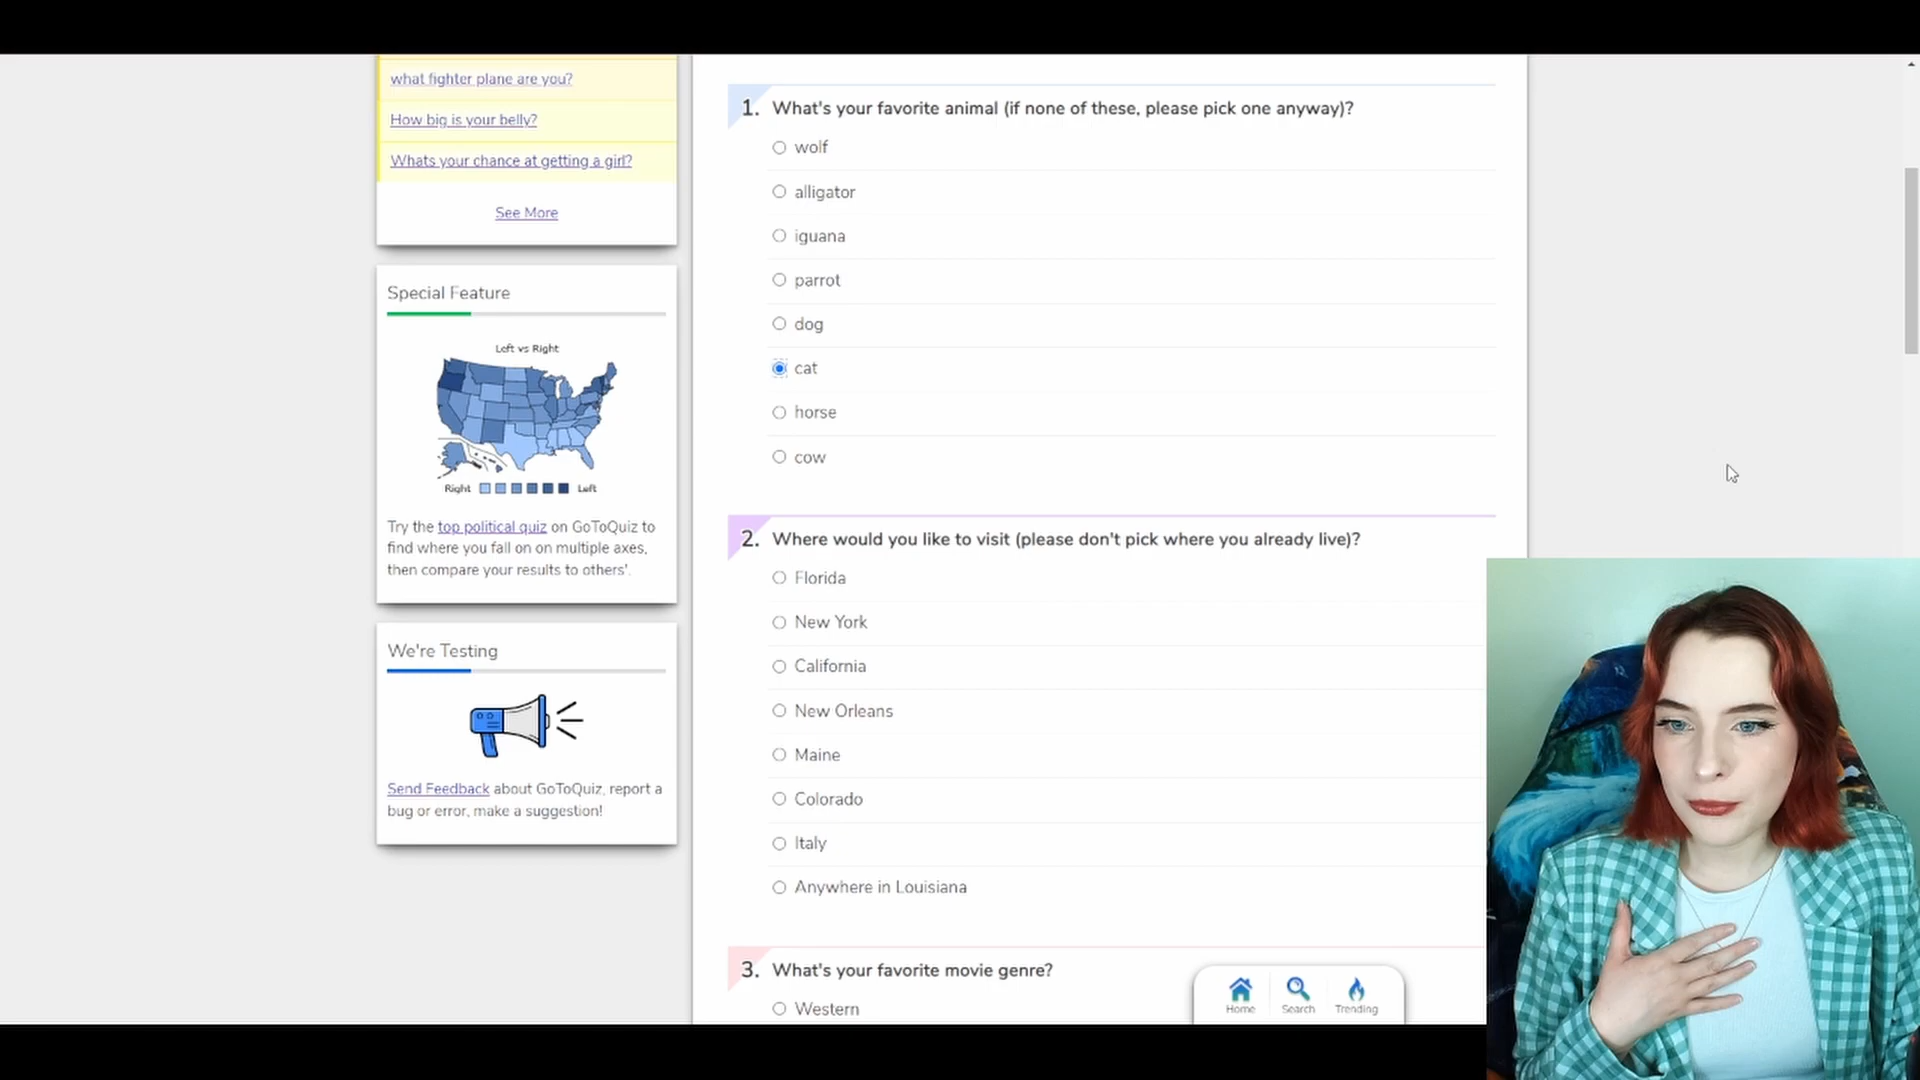 what fighter plane are you?
How big is your belly?
Whats your chance at getting a girl?
See More
Special Feature
Left vs Right
Right
Left
Try the top political quiz on GoToQuiz to
find where you fall on on multiple axes,
then compare your results to others'.
We're Testing
Send Feedback about GoToQuiz, report a
bug or error, make a suggestion!
1. What's your favorite animal (if none of these, please pick one anyway)?
wolf
alligator
iguana
parrot
dog
cat
horse
cow
2. Where would you like to visit (please don't pick where you already live)?
Florida
New York
California
New Orleans
Maine
Colorado
Italy
Anywhere in Louisiana
3. What's your favorite movie genre?
Western
Home
Search
Trending